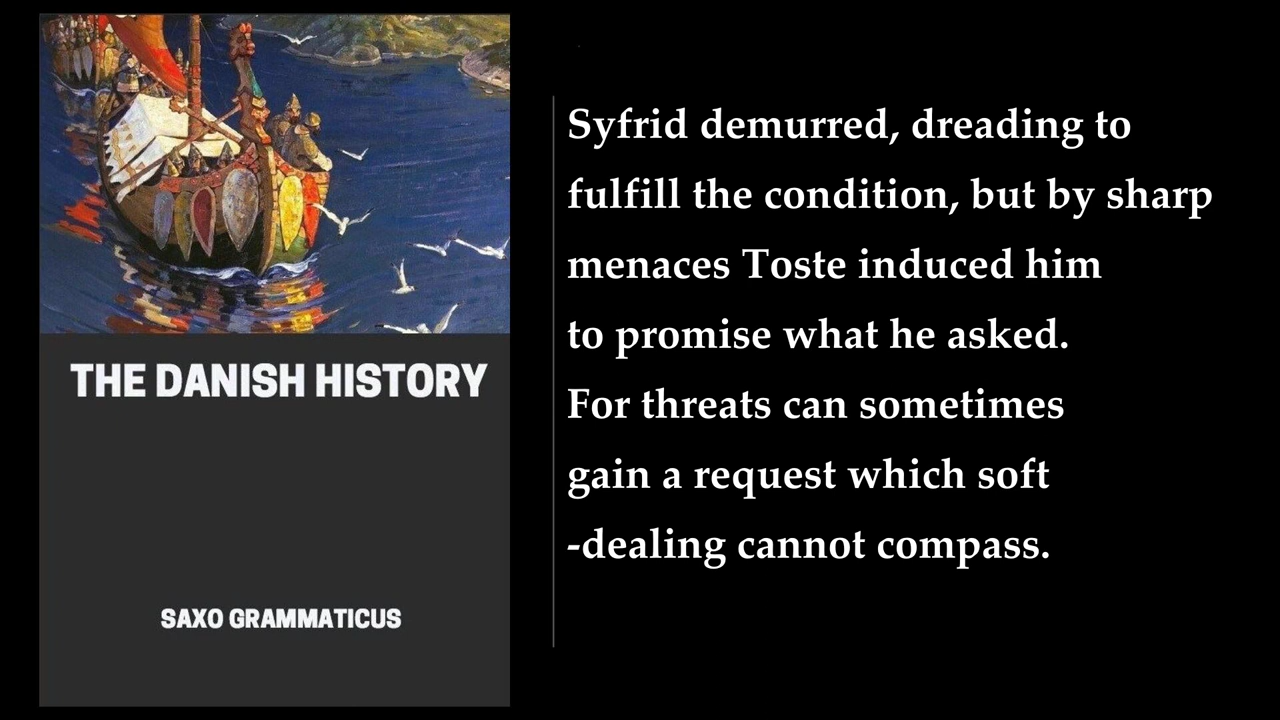 THE DANISH HISTORY
SAXO GRAMMATICUS
Syfrid demurred, dreading to
fulfill the condition, but by sharp
menaces Toste induced him
to promise what he asked.
For threats can sometimes
gain a request which soft
-dealing cannot compass.